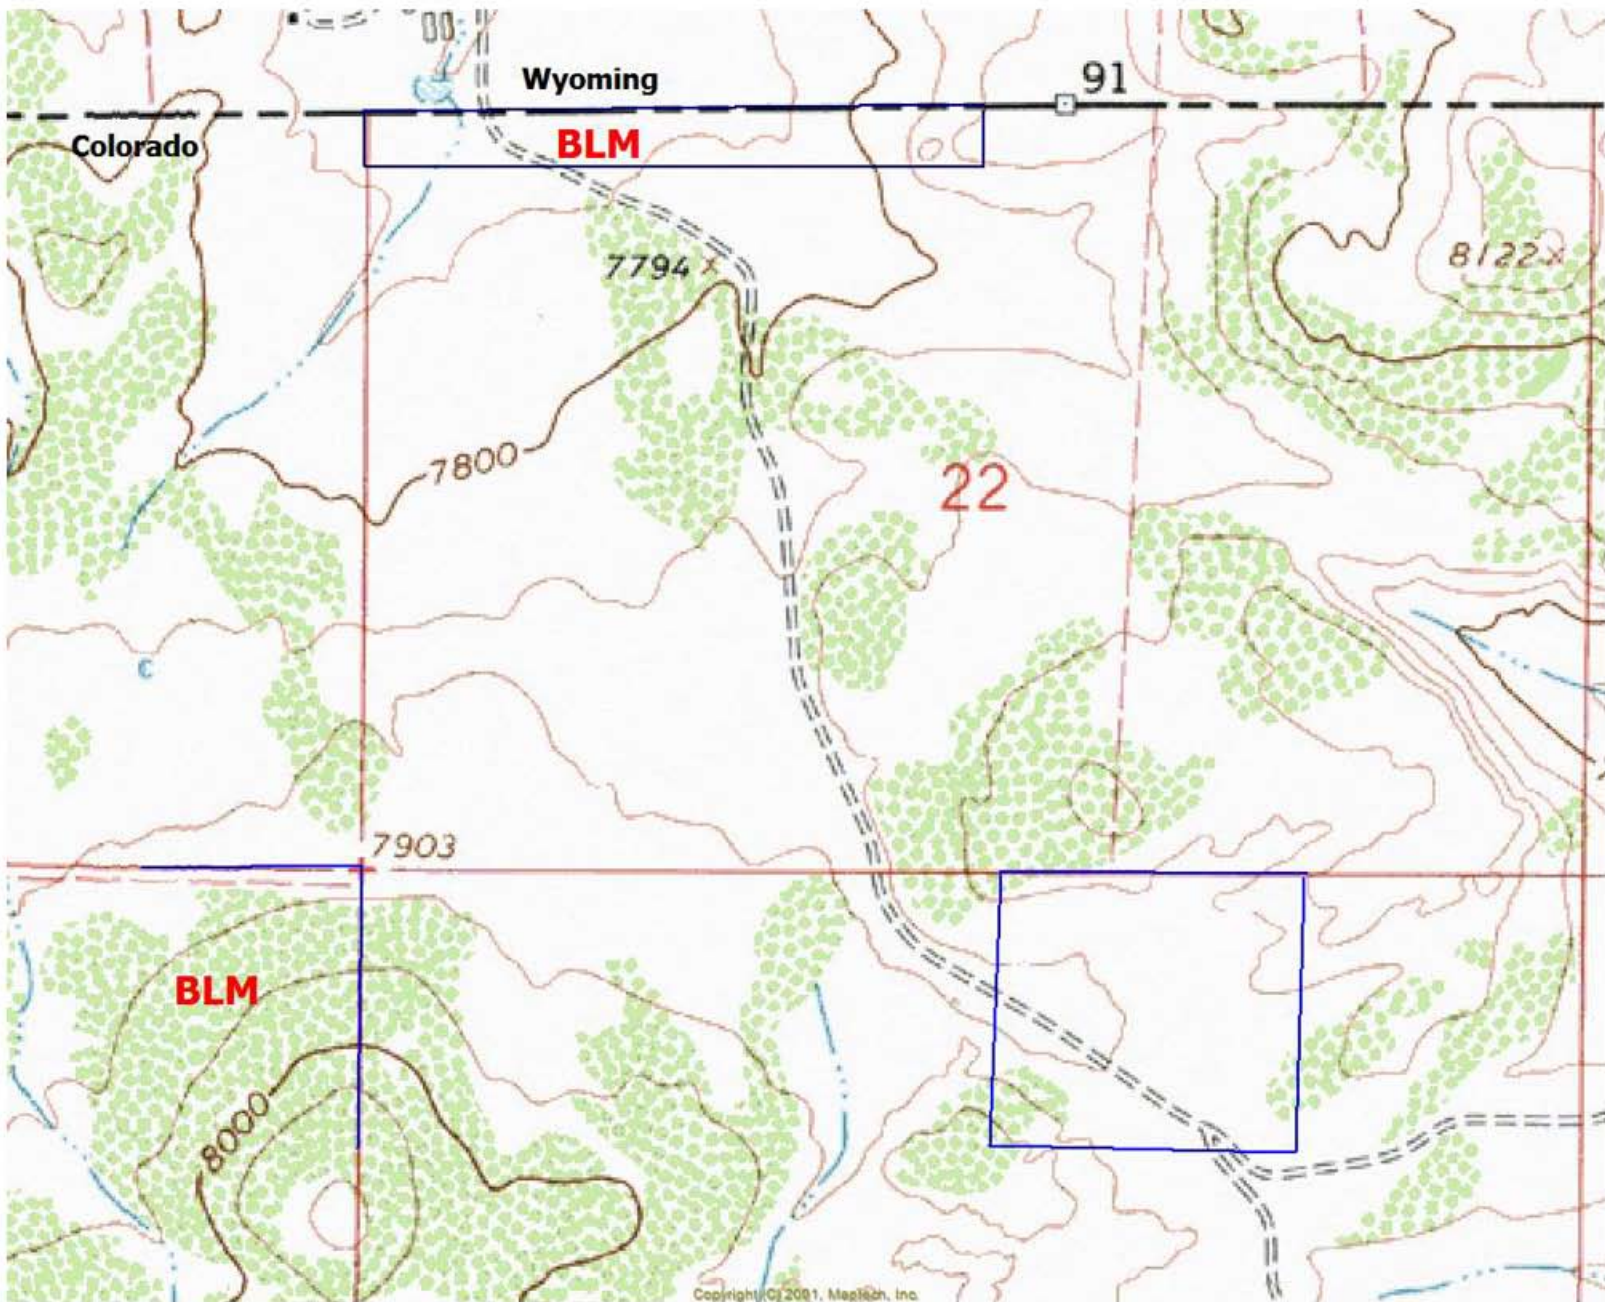 91
Wyoming
Colorado
BLM
7794
8122
7800
22
7903
BLM
8000
Copyright (C) 2001, Maptech, Inc.